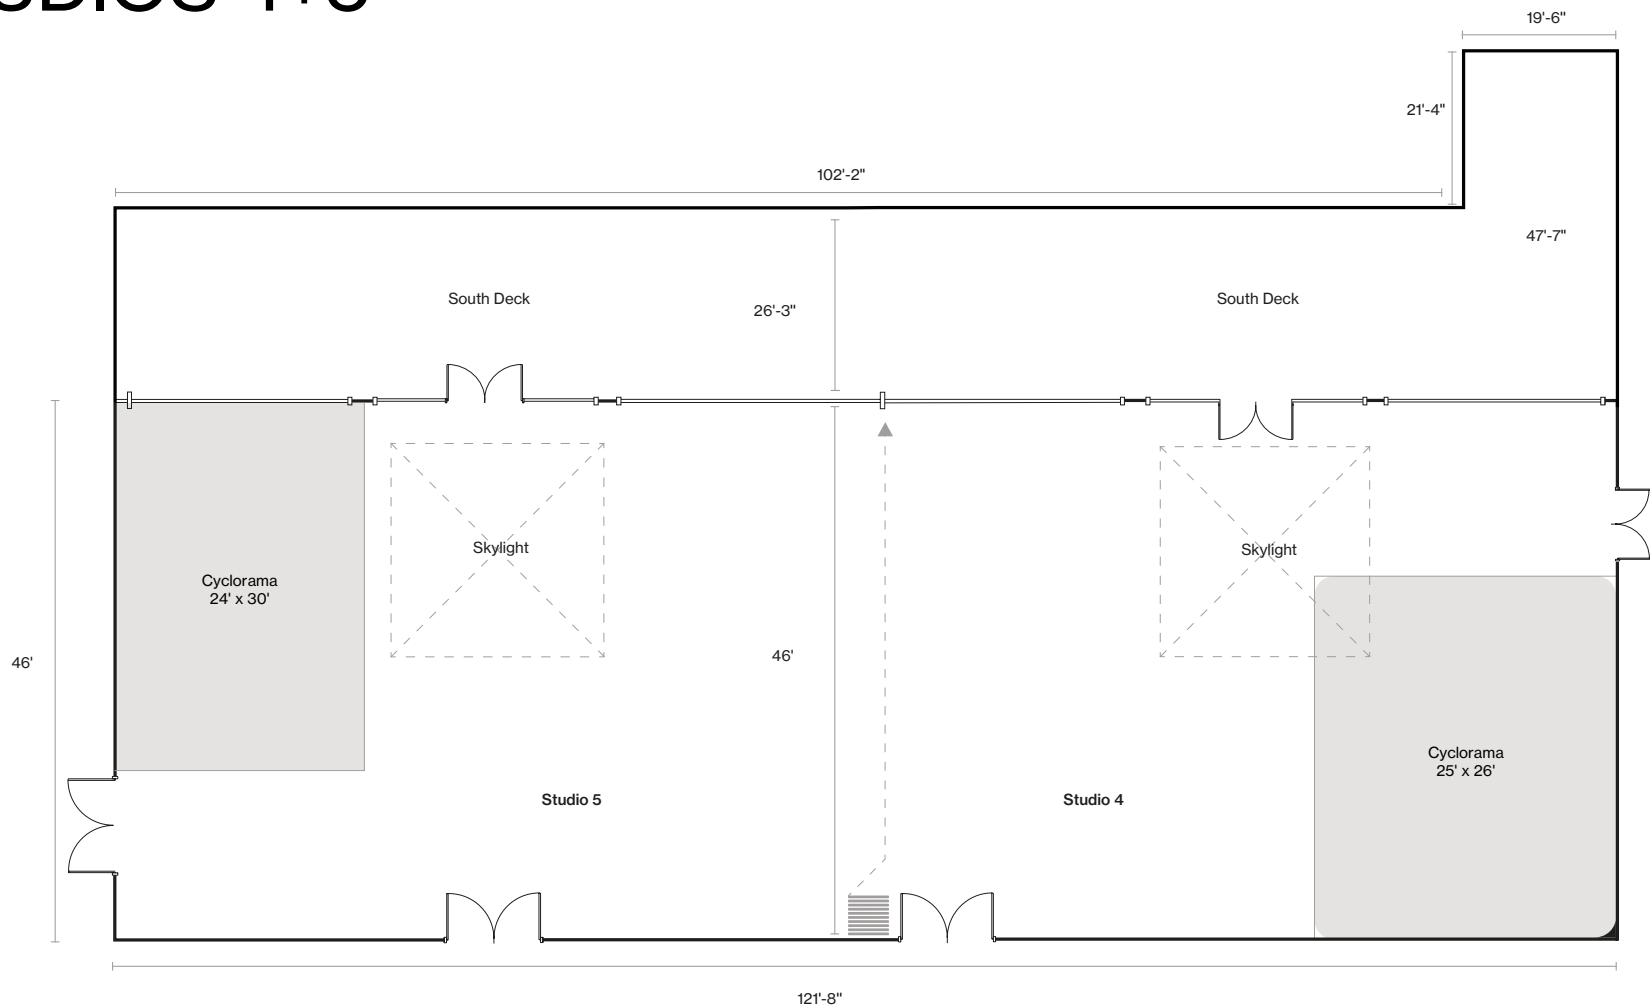 19'-6"
21'-4"
102'-2"
47'-7"
South Deck
26'-3"
South Deck
Skylight
Skylight
Cyclorama
24' x 30'
46'
46'
Cyclorama
25' x 26'
Studio 5
Studio 4
121'-8"